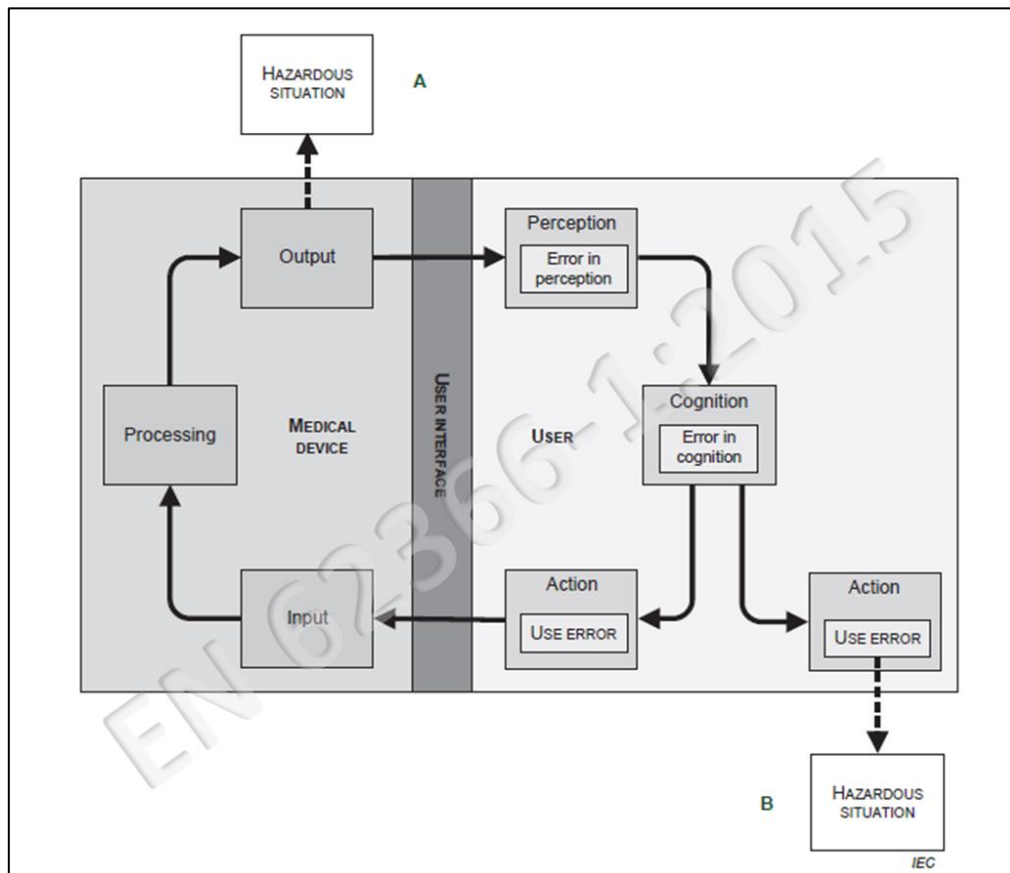 HAZARDOUS
SITUATION
A
Output
Perception
Error in
perception
Processing
MEDICAL
DEVICE
USER INTERFACE
USER
Cognition
Error in
cognition
Input
Action
USE ERROR
Action
USE ERROR
B
HAZARDOUS
SITUATION
IEC
EN 62366-1:2015